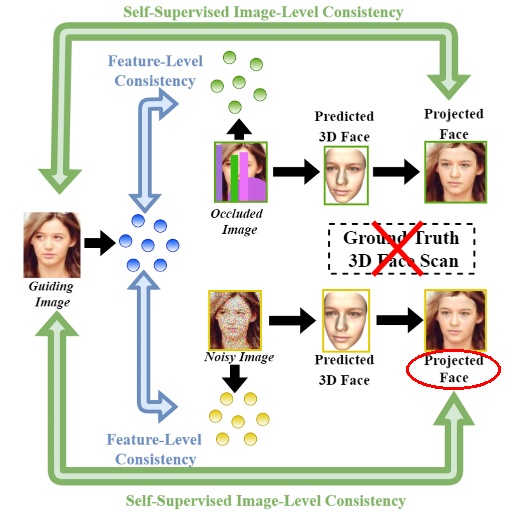 Self-Supervised Image-Level Consistency
Feature-Level
Consistency
Predicted
3D Face
Projected
Face
Occluded
Image
Ground Truth
3D Face Scan
Guiding
Image
Noisy Image
Predicted
3D Face
Projected
Face
Feature-Level
Consistency
Self-Supervised Image-Level Consistency